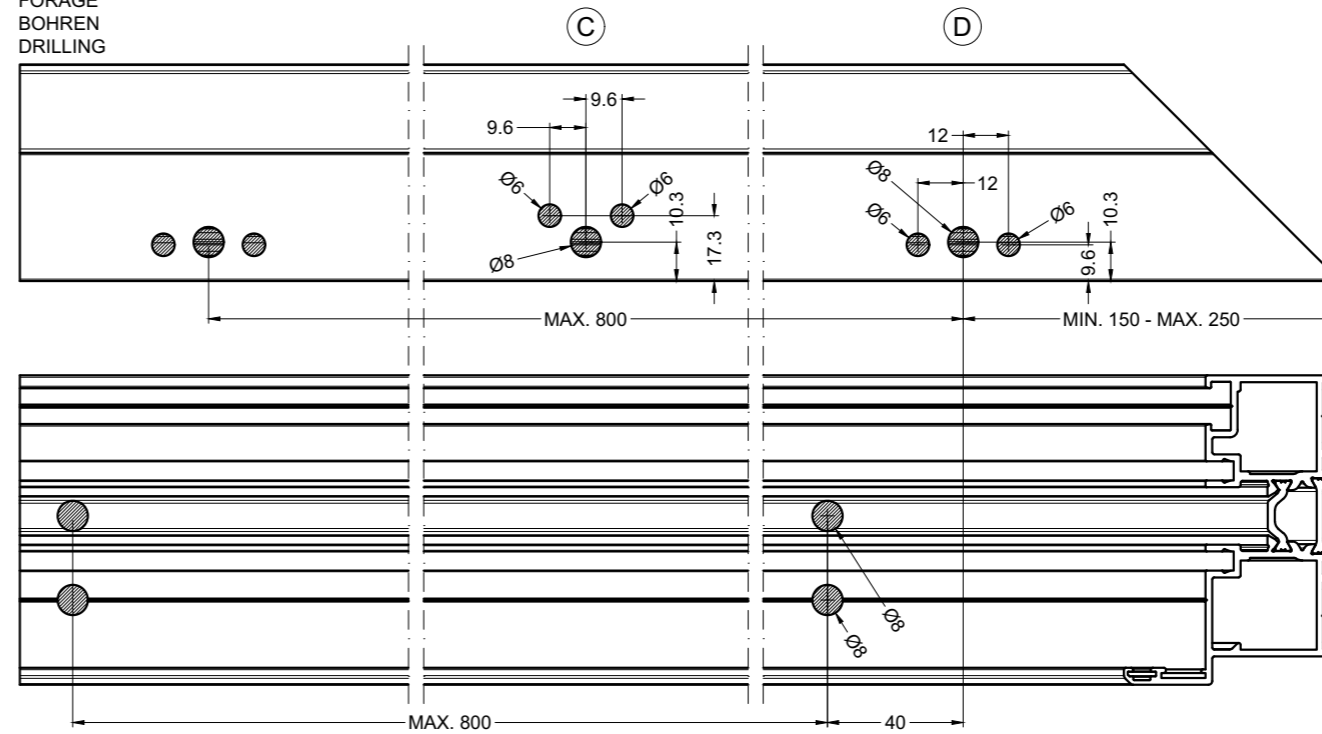 FORAGE
BOHREN
DRILLING
C
D
9.6
9.6
Ø6
Ø6
10.3
17.3
Ø8
12
12
Ø8
Ø6
Ø6
10.3
9.6
MAX. 800
MIN. 150 - MAX. 250
Ø8
Ø8
MAX. 800
40